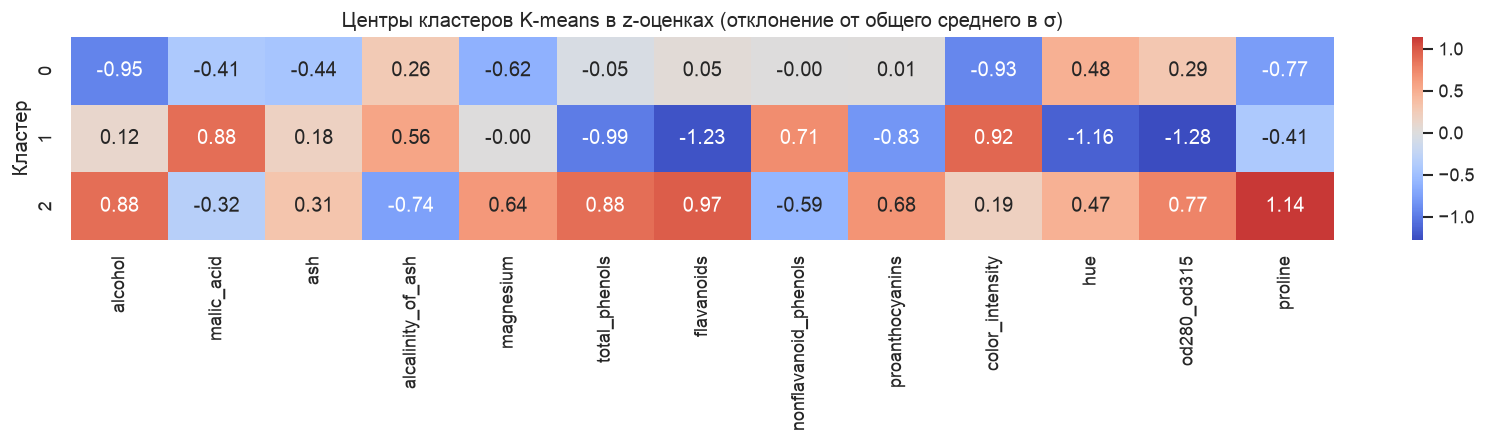 Центры кластеров K-means в z-оценках (отклонение от общего среднего в σ)
Кластер
0 -0.95 -0.41 -0.44 0.26 -0.62 -0.05 0.05 -0.00 0.01 -0.93 0.48 0.29 -0.77
1 0.12 0.88 0.18 0.56 -0.00 -0.99 -1.23 0.71 -0.83 0.92 -1.16 -1.28 -0.41
2 0.88 -0.32 0.31 -0.74 0.64 0.88 0.97 -0.59 0.68 0.19 0.47 0.77 1.14
alcohol
malic_acid
ash
alcalinity_of_ash
magnesium
total_phenols
flavanoids
nonflavanoid_phenols
proanthocyanins
color_intensity
hue
od280_od315
proline
1.0
0.5
0.0
−0.5
−1.0